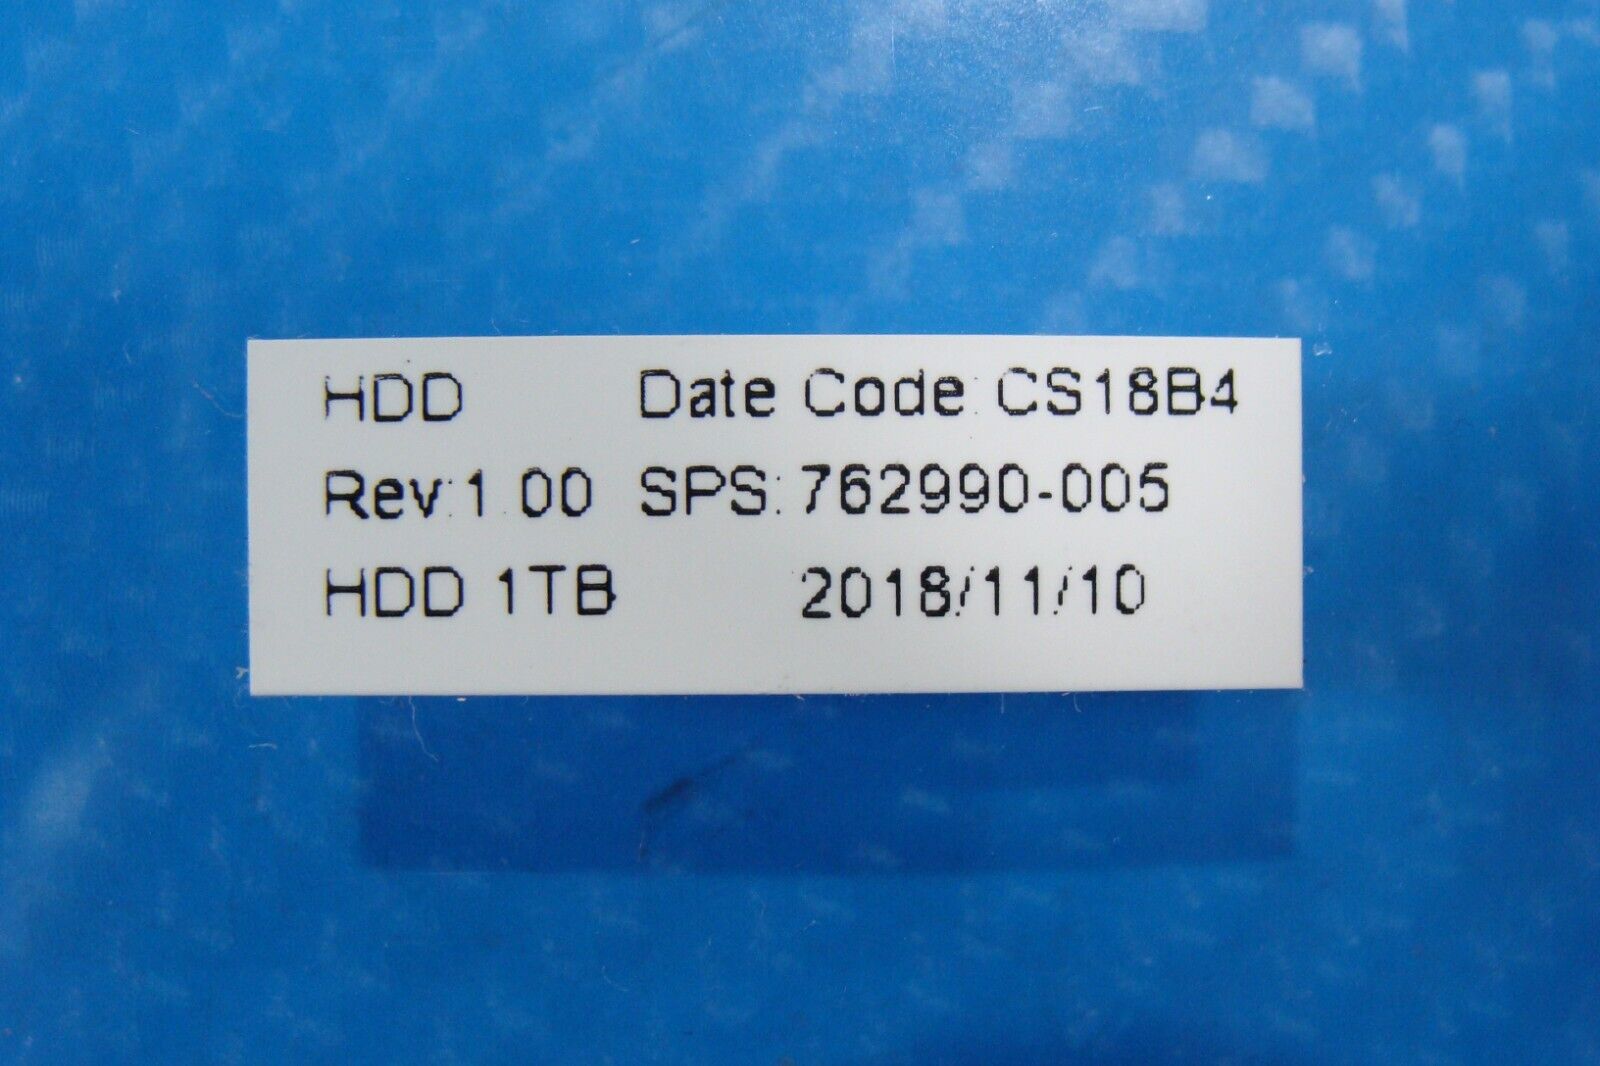 HDD Date Code: CS18B4
Rev:1.00 SPS: 762990-005
HDD 1TB 2018/11/10